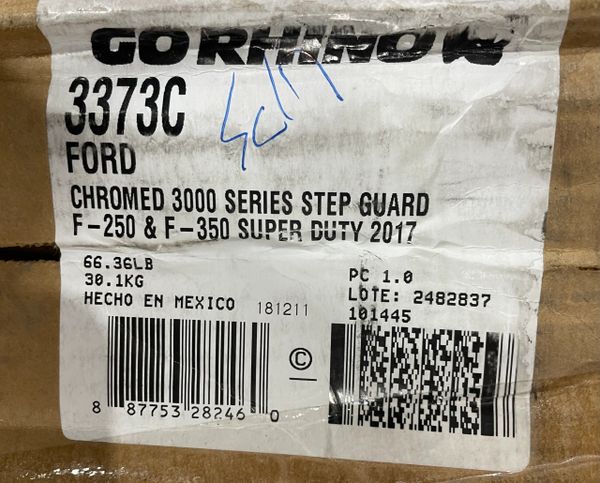 GO RHINO
3373C
FORD
CHROMED 3000 SERIES STEP GUARD
F-250 & F-350 SUPER DUTY 2017
66.36LB
30.1KG
HECHO EN MEXICO 181211
PC 1.0
LOTE: 2482837
101445
©
8 87753 28246 0